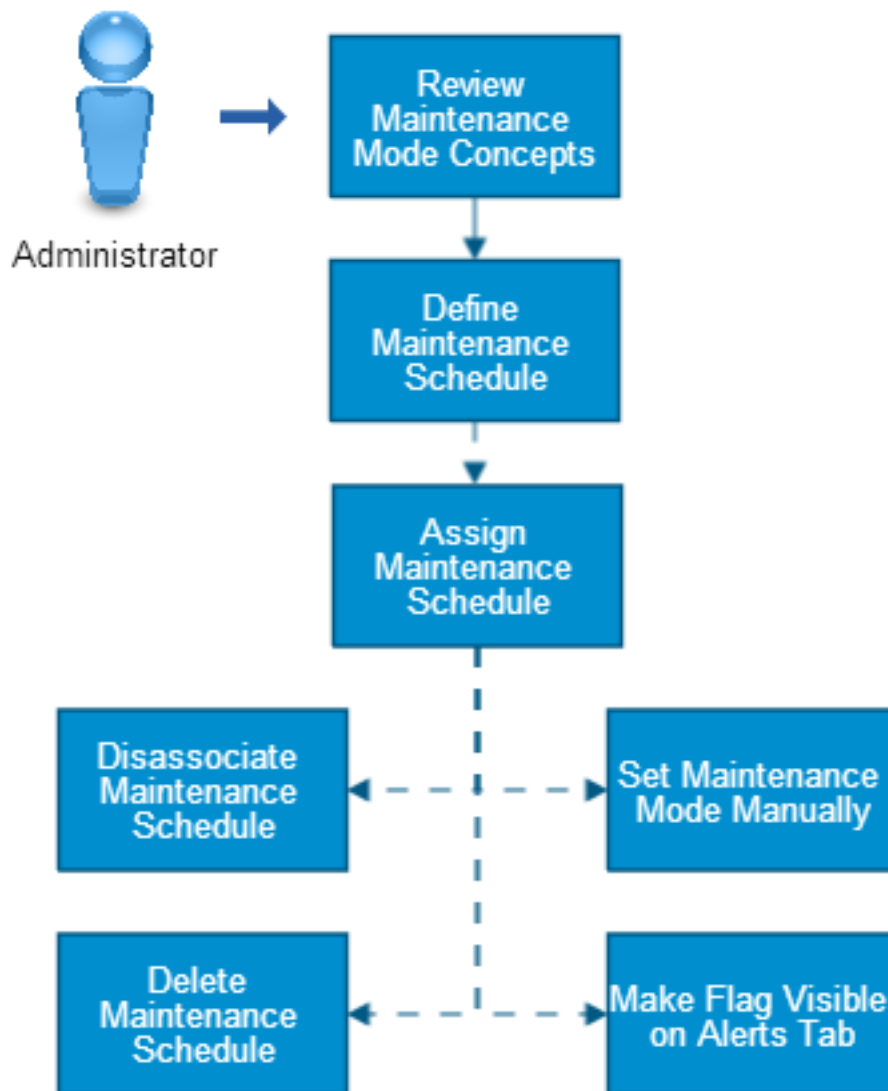 Review
Maintenance
Mode Concepts
Administrator
Define
Maintenance
Schedule
Assign
Maintenance
Schedule
Disassociate
Maintenance
Schedule
Set Maintenance
Mode Manually
Delete
Maintenance
Schedule
Make Flag Visible
on Alerts Tab